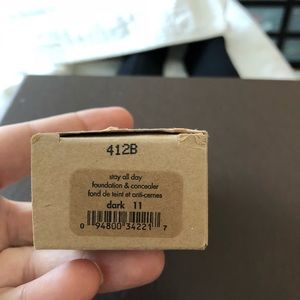 412B
stay all day
foundation & concealer
fond de teint et anti-cernes
dark 11
0 94800 34221 7